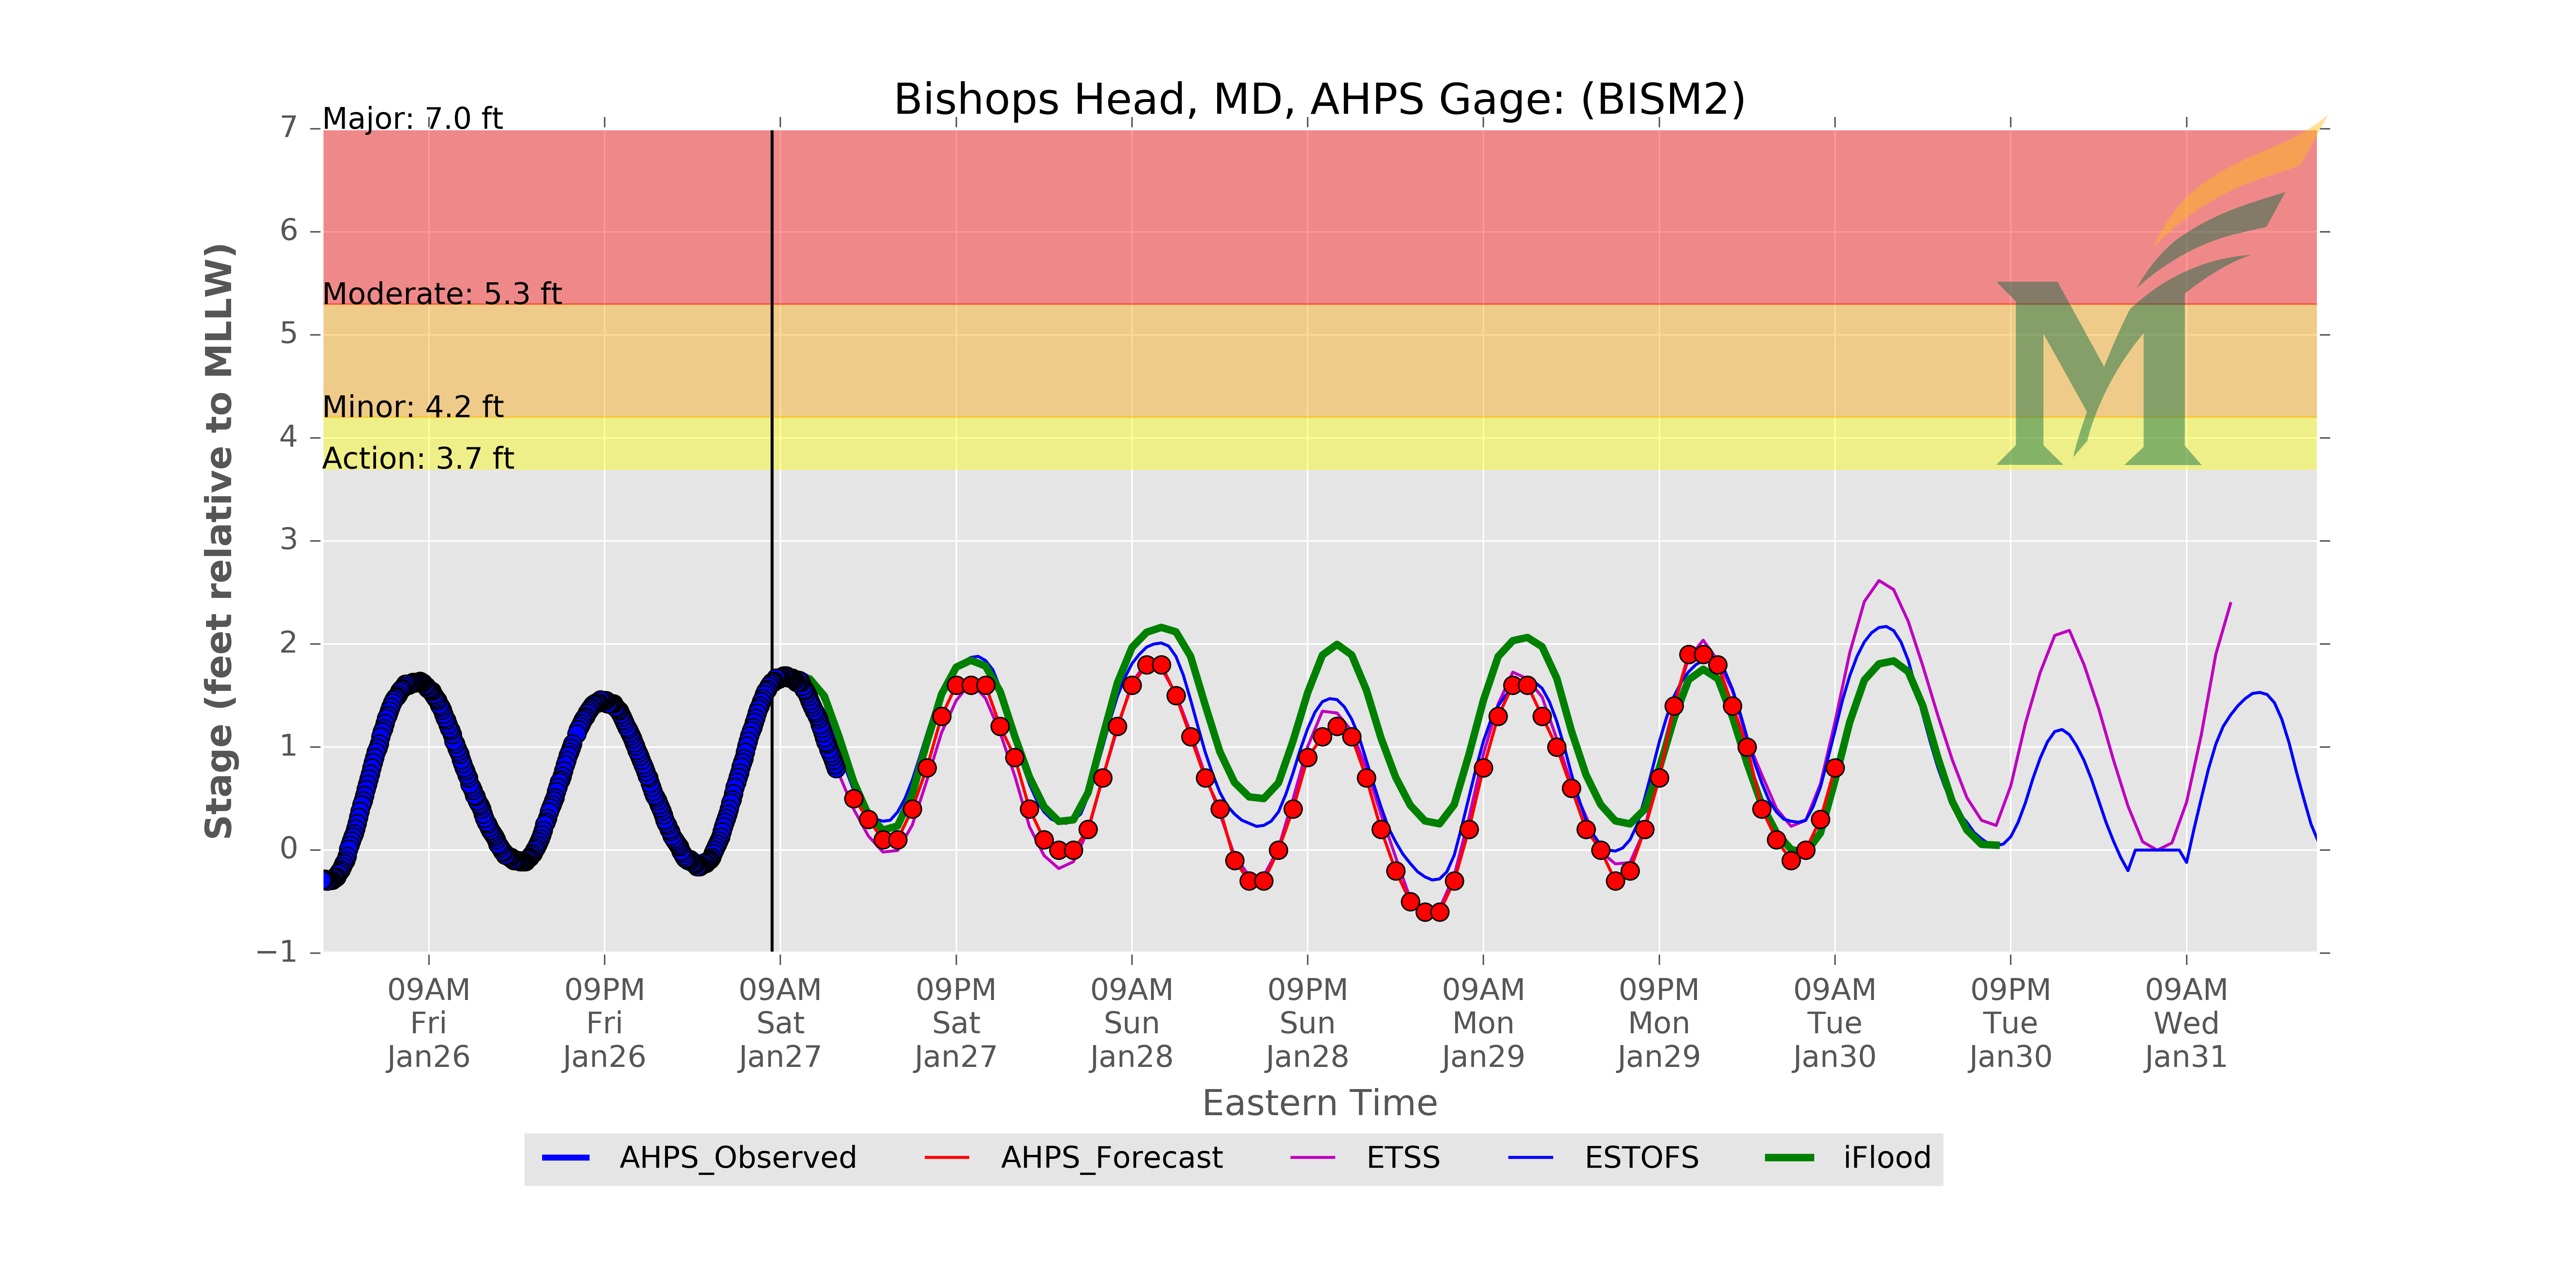 Bishops Head, MD, AHPS Gage: (BISM2)
Major: 7.0 ft
Moderate: 5.3 ft
Minor: 4.2 ft
Action: 3.7 ft
7
6
5
4
3
2
1
0
−1
Stage (feet relative to MLLW)
09AM
Fri
Jan26
09PM
Fri
Jan26
09AM
Sat
Jan27
09PM
Sat
Jan27
09AM
Sun
Jan28
09PM
Sun
Jan28
09AM
Mon
Jan29
09PM
Mon
Jan29
09AM
Tue
Jan30
09PM
Tue
Jan30
09AM
Wed
Jan31
Eastern Time
AHPS_Observed
AHPS_Forecast
ETSS
ESTOFS
iFlood
M